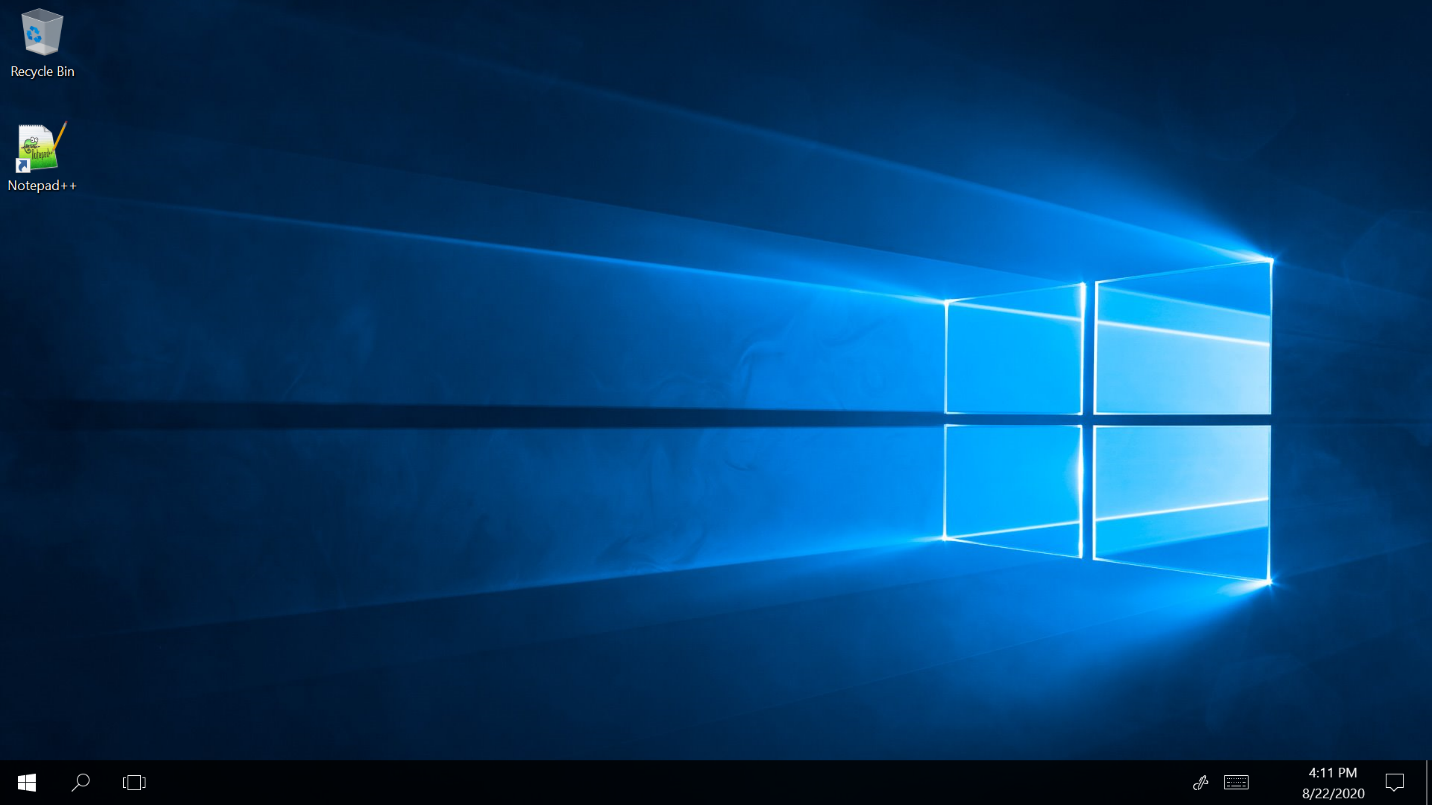 Recycle Bin
Notepad++
4:11 PM
8/22/2020